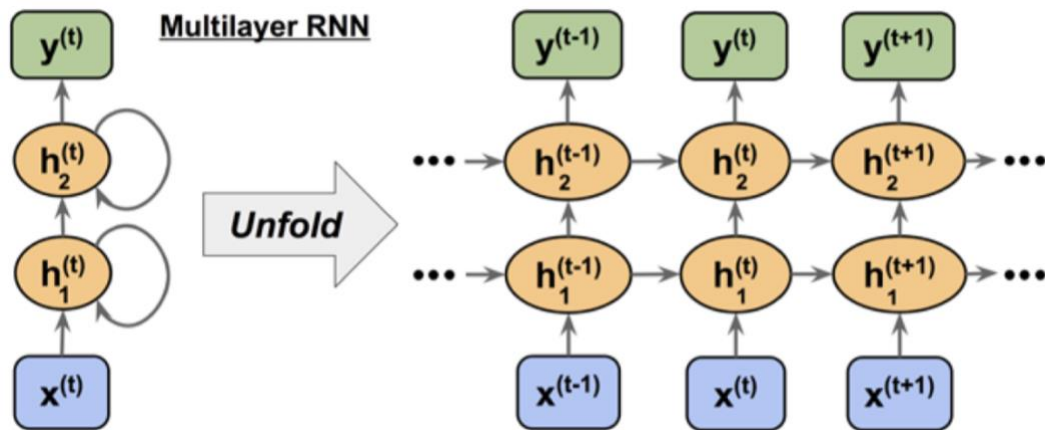 Multilayer RNN
y(t)
h2(t)
h1(t)
x(t)
Unfold
y(t-1) y(t) y(t+1)
••• h2(t-1) h2(t) h2(t+1) •••
••• h1(t-1) h1(t) h1(t+1) •••
x(t-1) x(t) x(t+1)